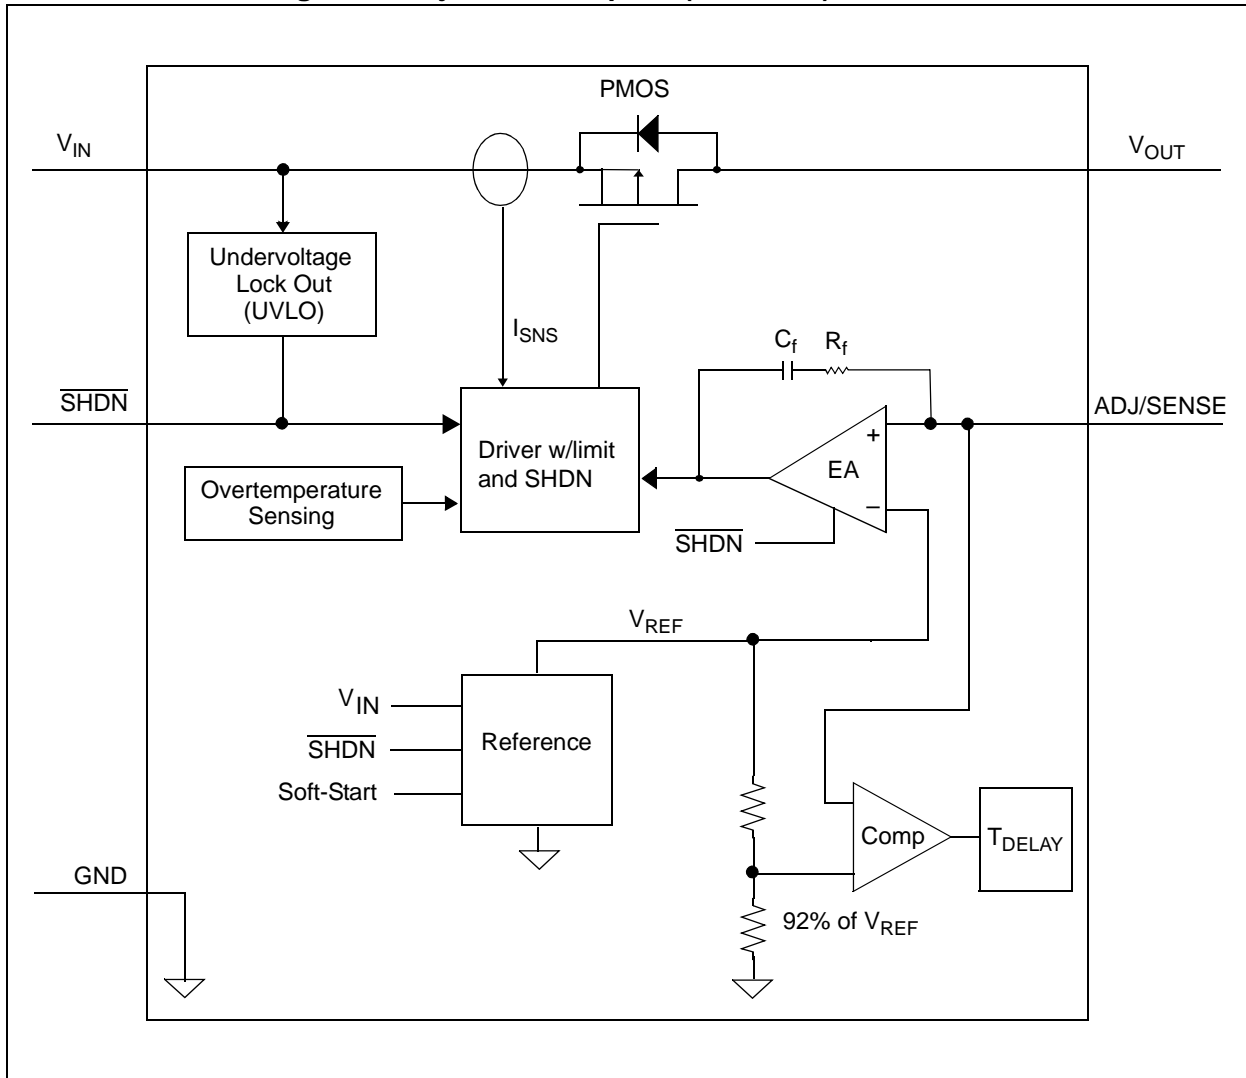 PMOS
VIN
VOUT
Undervoltage
Lock Out
(UVLO)
ISNS
Cf
Rf
SHDN
ADJ/SENSE
Driver w/limit
and SHDN
+
EA
−
Overtemperature
Sensing
SHDN
VREF
VIN
SHDN
Soft-Start
Reference
Comp
TDELAY
GND
92% of VREF